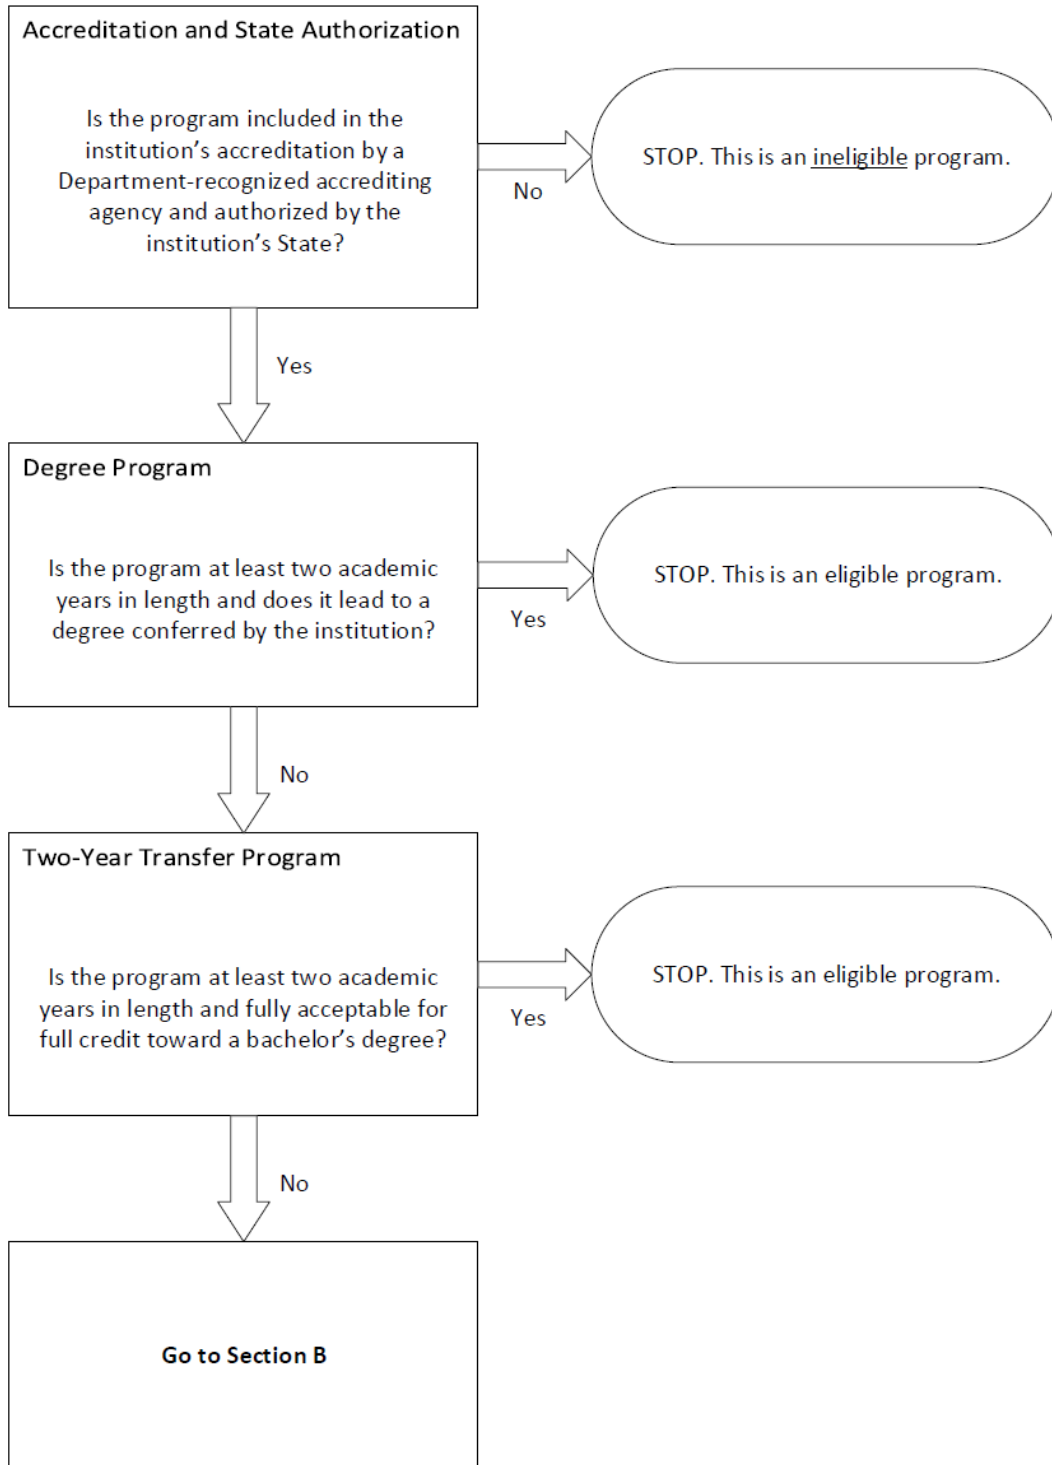 Accreditation and State Authorization
Is the program included in the
institution’s accreditation by a
Department-recognized accrediting
agency and authorized by the
institution’s State?
No
STOP. This is an ineligible program.
Yes
Degree Program
Is the program at least two academic
years in length and does it lead to a
degree conferred by the institution?
Yes
STOP. This is an eligible program.
No
Two-Year Transfer Program
Is the program at least two academic
years in length and fully acceptable for
full credit toward a bachelor’s degree?
Yes
STOP. This is an eligible program.
No
Go to Section B